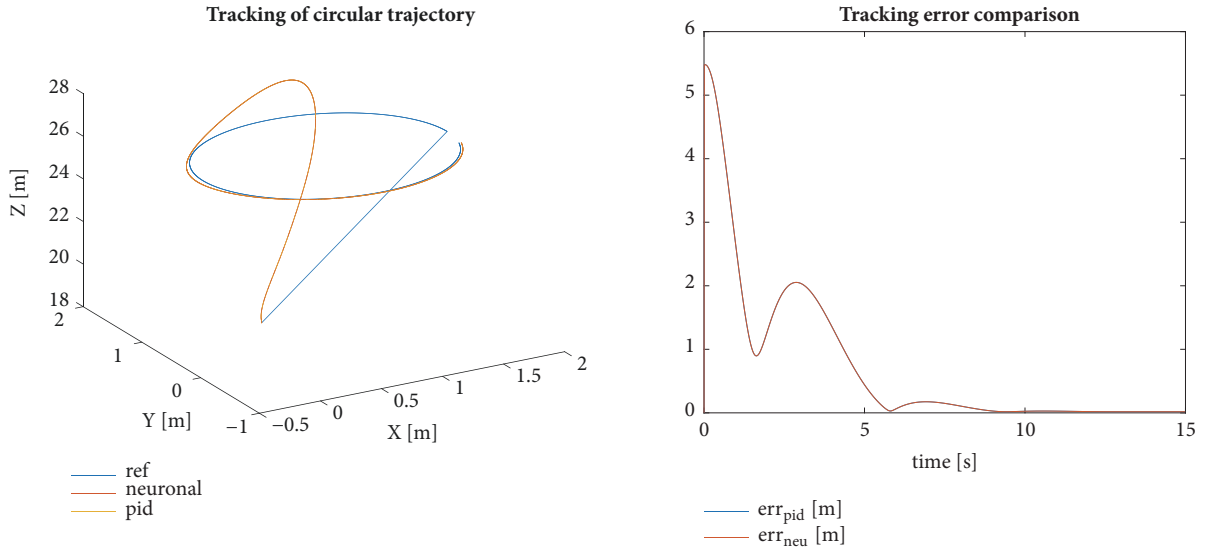 Tracking of circular trajectory
28
26
24
22
20
18
Z [m]
2
1
0
−1
Y [m]
−0.5
0
0.5
1
1.5
2
X [m]
ref
neuronal
pid
Tracking error comparison
6
5
4
3
2
1
0
0
5
10
15
time [s]
err_pid [m]
err_neu [m]